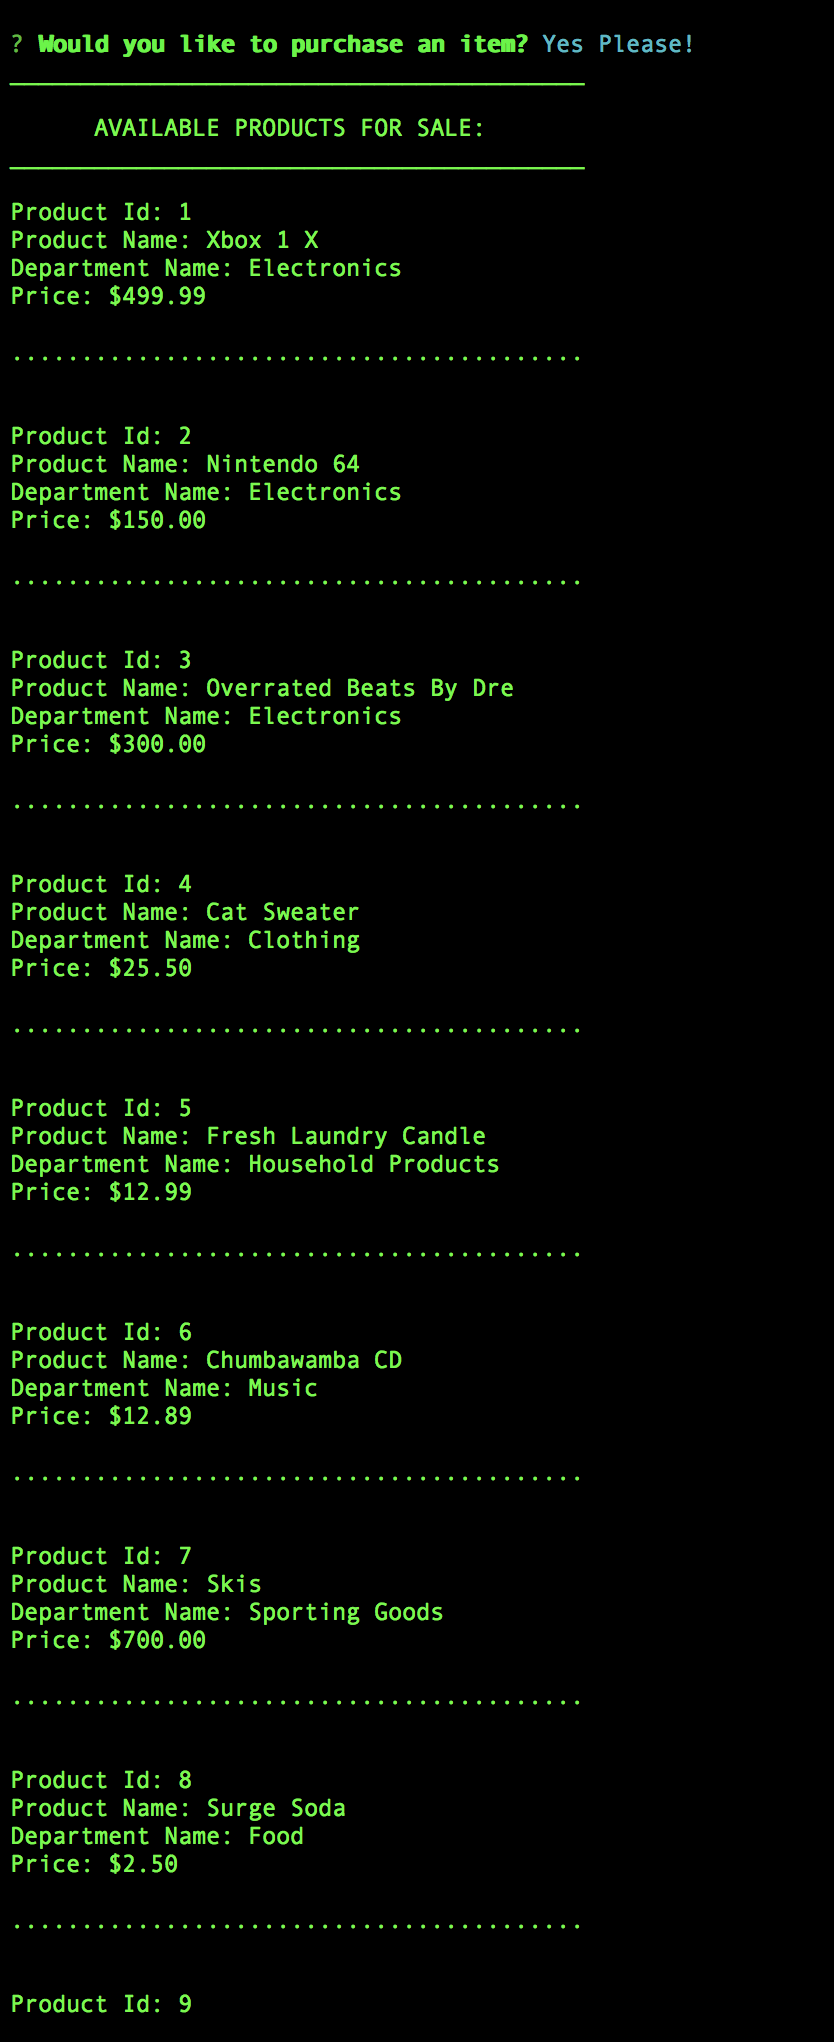 ? Would you like to purchase an item? Yes Please!
AVAILABLE PRODUCTS FOR SALE:
Product Id: 1
Product Name: Xbox 1 X
Department Name: Electronics
Price: $499.99
.........................................
Product Id: 2
Product Name: Nintendo 64
Department Name: Electronics
Price: $150.00
.........................................
Product Id: 3
Product Name: Overrated Beats By Dre
Department Name: Electronics
Price: $300.00
.........................................
Product Id: 4
Product Name: Cat Sweater
Department Name: Clothing
Price: $25.50
.........................................
Product Id: 5
Product Name: Fresh Laundry Candle
Department Name: Household Products
Price: $12.99
.........................................
Product Id: 6
Product Name: Chumbawamba CD
Department Name: Music
Price: $12.89
.........................................
Product Id: 7
Product Name: Skis
Department Name: Sporting Goods
Price: $700.00
.........................................
Product Id: 8
Product Name: Surge Soda
Department Name: Food
Price: $2.50
.........................................
Product Id: 9